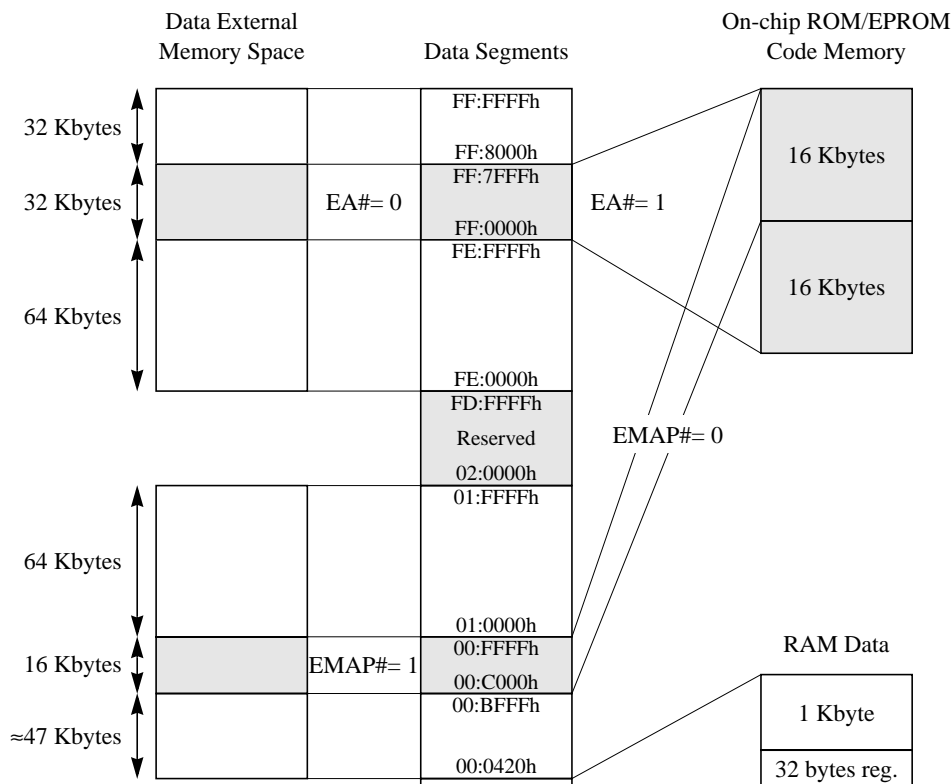 Data External
Memory Space
Data Segments
On-chip ROM/EPROM
Code Memory
32 Kbytes
FF:FFFFh
FF:8000h
16 Kbytes
32 Kbytes
EA#= 0
FF:7FFFh
FF:0000h
EA#= 1
64 Kbytes
FE:FFFFh
FE:0000h
16 Kbytes
FD:FFFFh
Reserved
02:0000h
EMAP#= 0
64 Kbytes
01:FFFFh
01:0000h
16 Kbytes
EMAP#= 1
00:FFFFh
00:C000h
RAM Data
≈47 Kbytes
00:BFFFh
00:0420h
1 Kbyte
32 bytes reg.